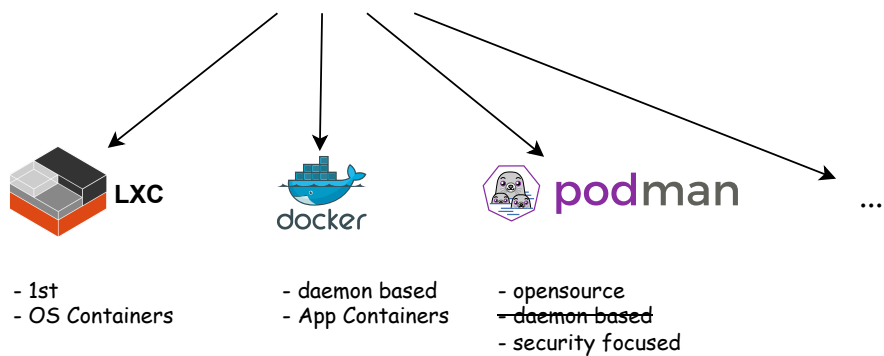 LXC
docker
podman
...
- 1st
- OS Containers
- daemon based
- App Containers
- opensource
- daemon based
- security focused